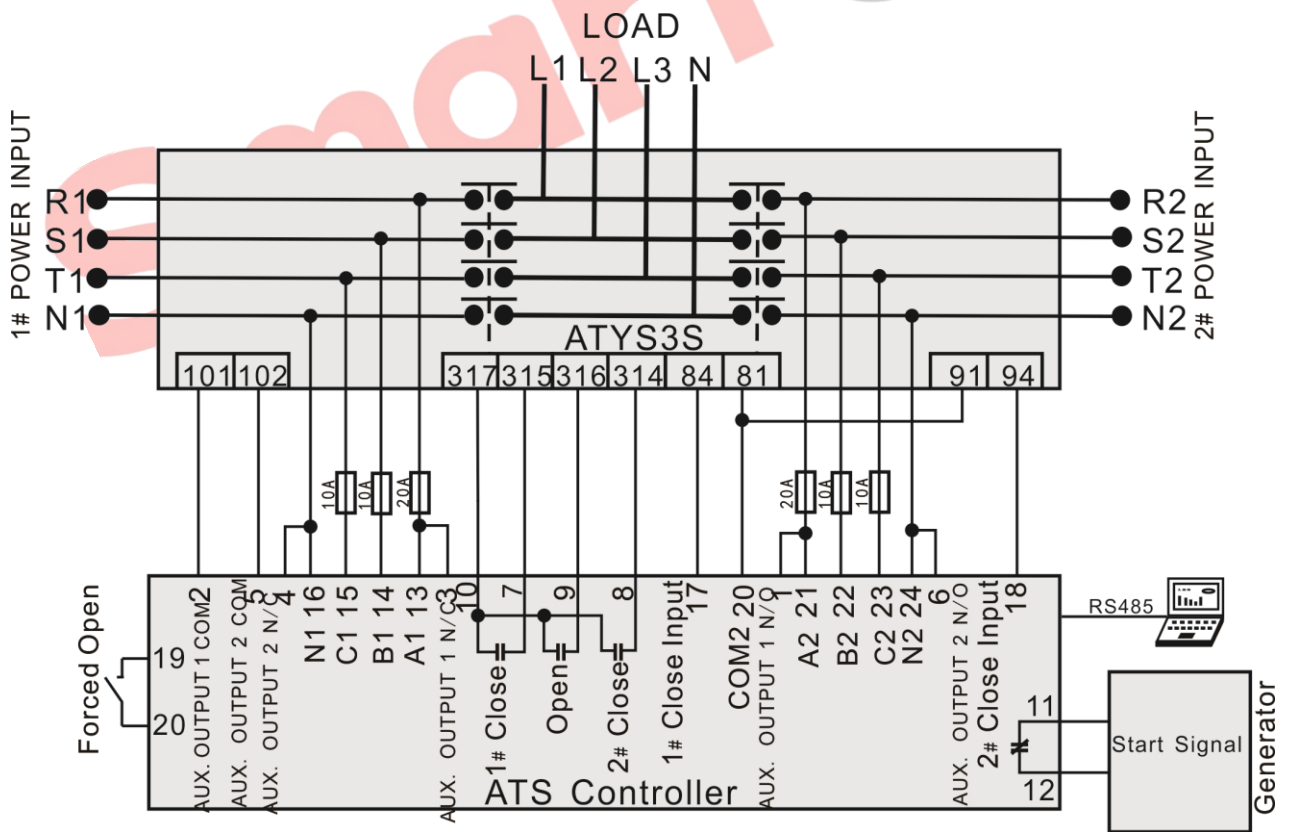 Smar
LOAD
L1 L2 L3 N
1# POWER INPUT
R1
S1
T1
N1
R2
S2
T2
N2
2# POWER INPUT
ATYS3S
101 102
317 315 316 314 84 81
91 94
10A 10A 20A
20A 10A 10A
Forced Open
19
20
AUX. OUTPUT 1 COM 2
AUX. OUTPUT 2 COM 5
AUX. OUTPUT 2 N/C 4
N1 16
C1 15
B1 14
A1 13
AUX. OUTPUT 1 N/C 3
10
7
9
8
1# Close
Open
2# Close
1# Close Input 17
COM2 20
AUX. OUTPUT 1 N/O 1
A2 21
B2 22
C2 23
N2 24
AUX. OUTPUT 2 N/O 6
2# Close Input 18
RS485
11
12
Start Signal
Generator
ATS Controller